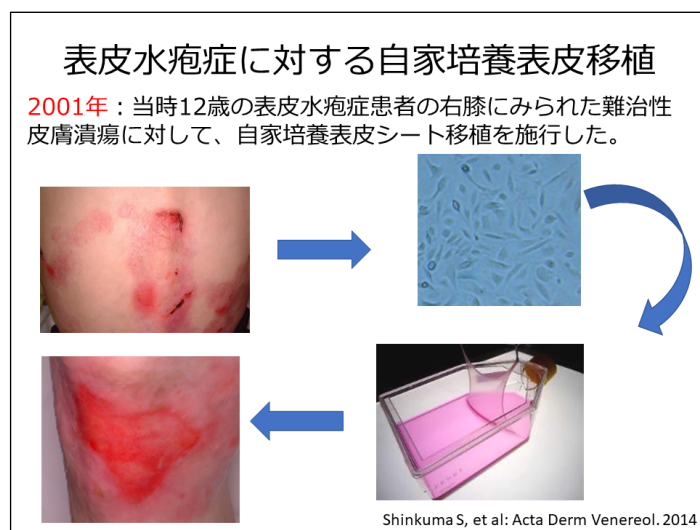 表皮水疱症に対する自家培養表皮移植
2001年：当時12歳の表皮水疱症患者の右膝にみられた難治性
皮膚潰瘍に対して、自家培養表皮シート移植を施行した。
Shinkuma S, et al: Acta Derm Venereol. 2014